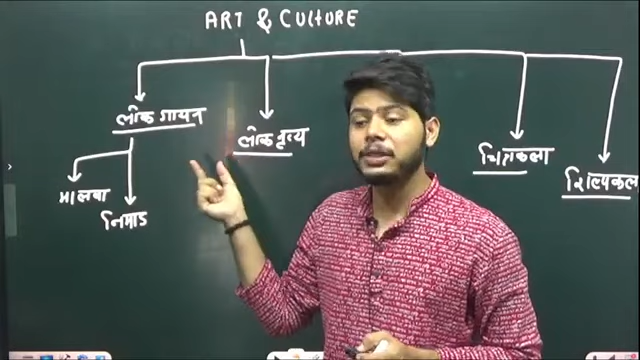 ART & CULTURE
लोक गायन
लोक नृत्य
चित्रकला
शिल्पकला
मालवा
निमाड